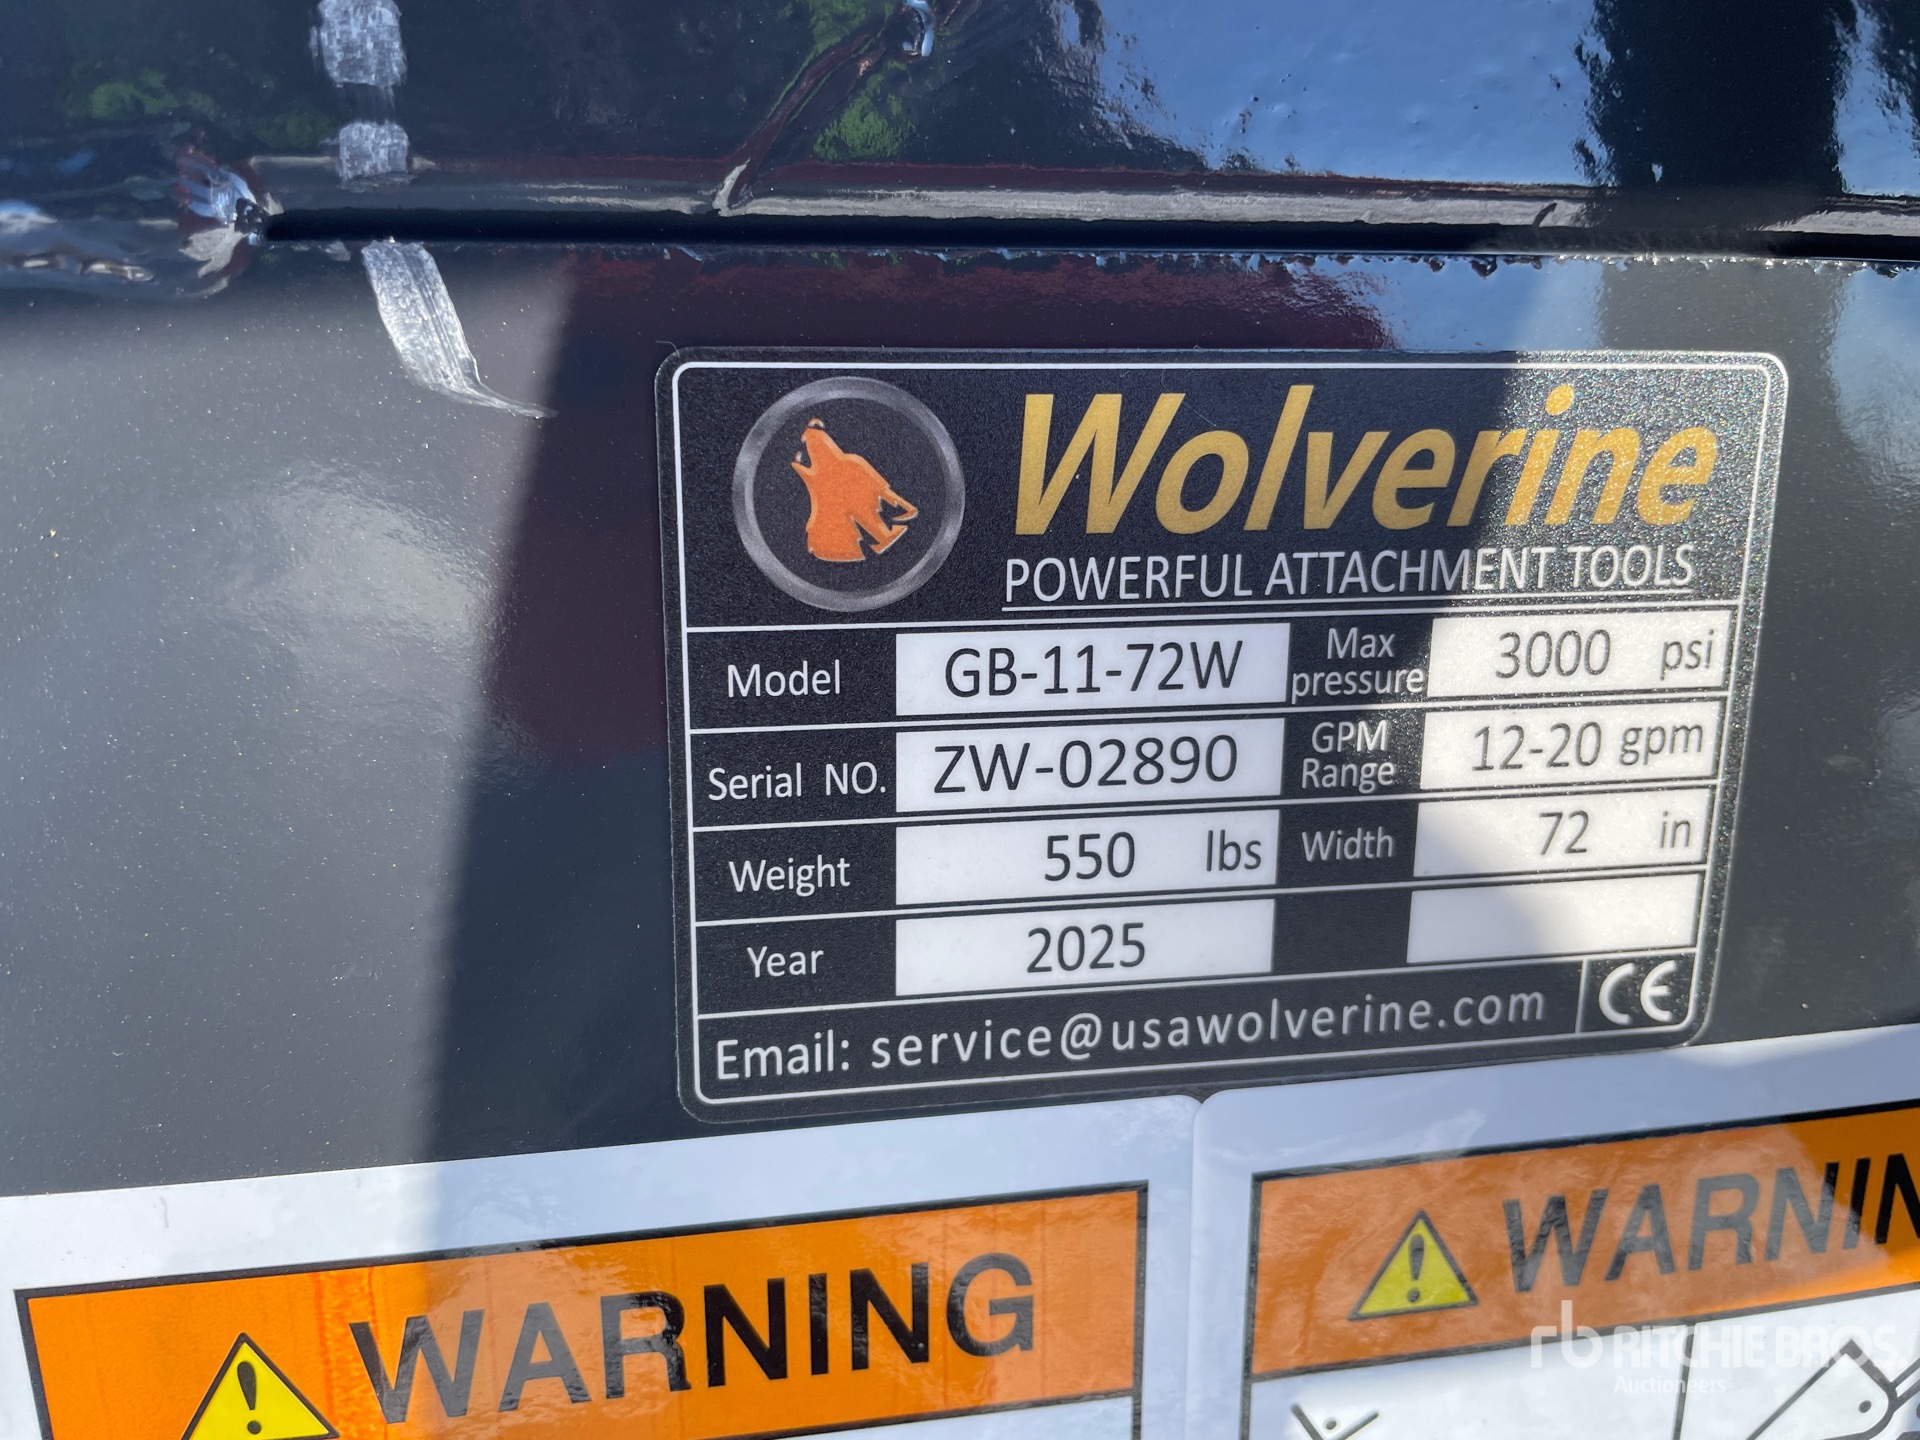 Wolverine
POWERFUL ATTACHMENT TOOLS
Model GB-11-72W Max pressure 3000 psi
Serial NO. ZW-02890 GPM Range 12-20 gpm
Weight 550 lbs Width 72 in
Year 2025
Email: service@usawolverine.com CE
WARNING
WARNIN
rb RITCHIE BROS.
Auctioneers